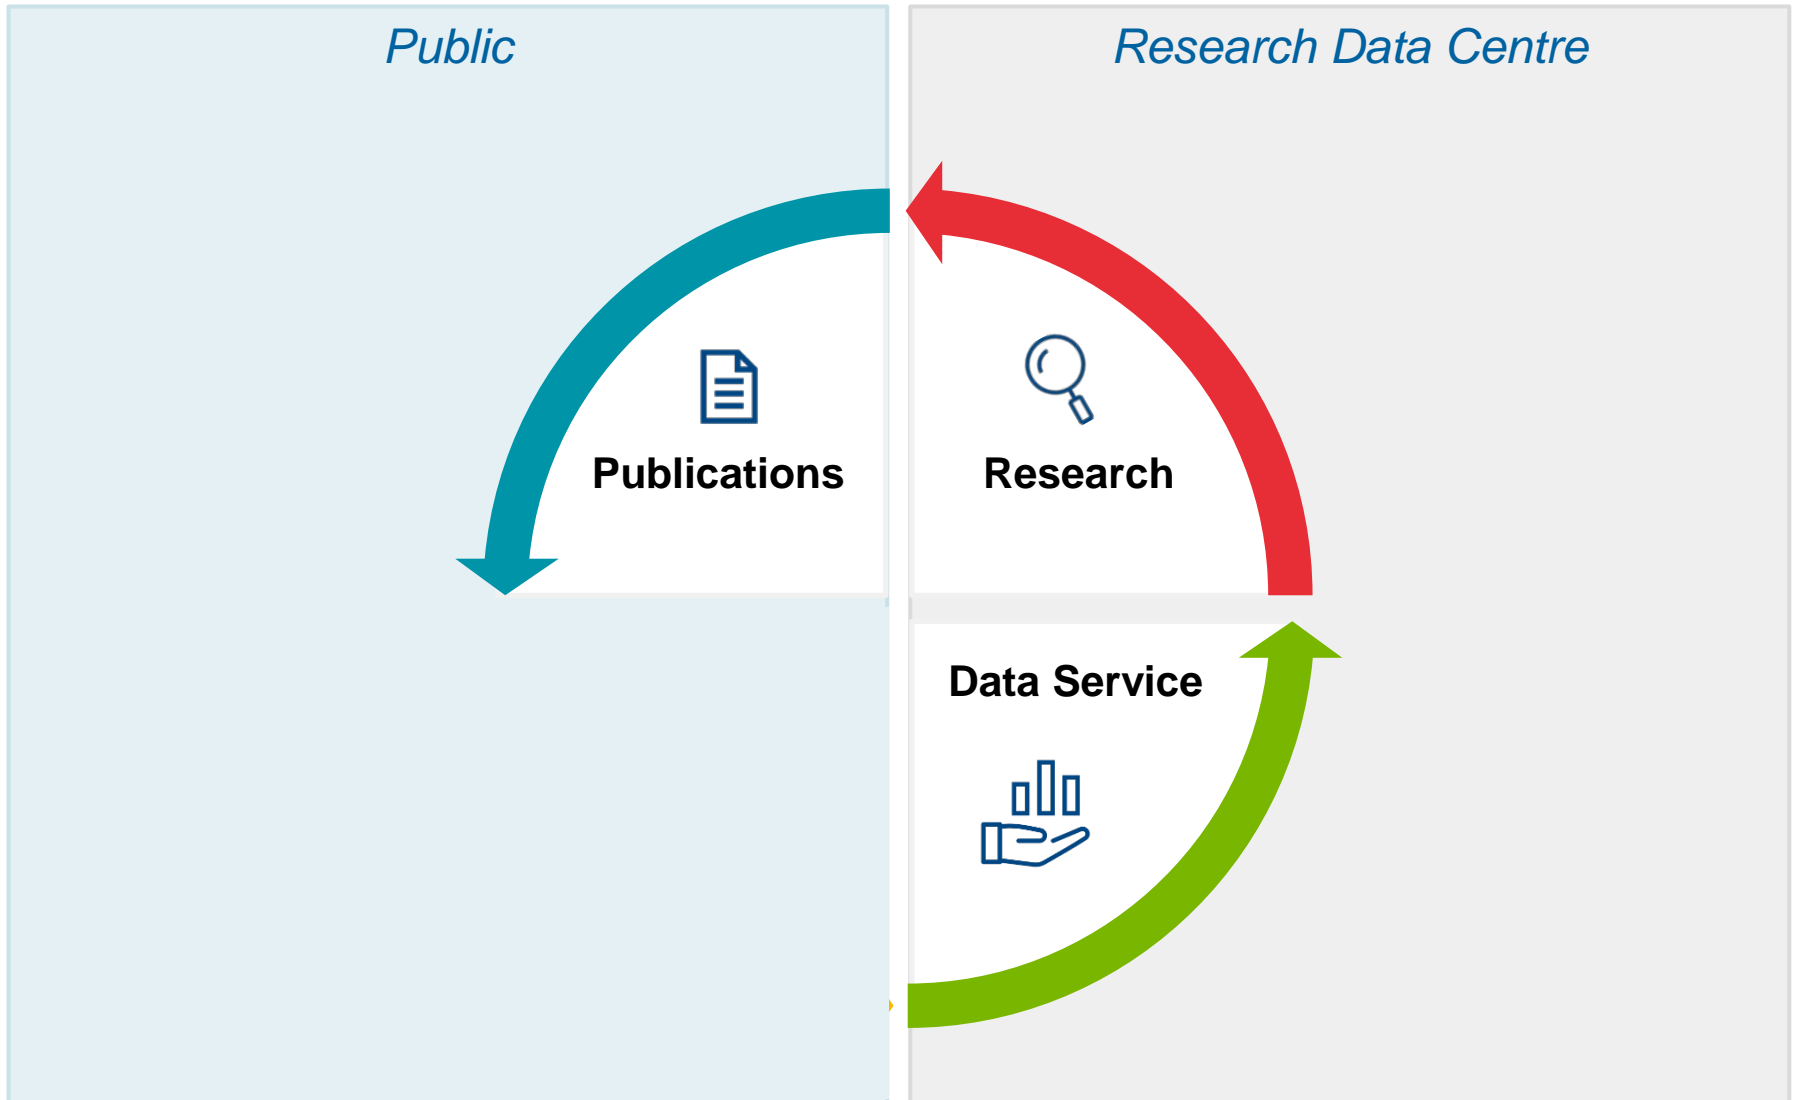 Public
Research Data Centre
Publications
Research
Data Service